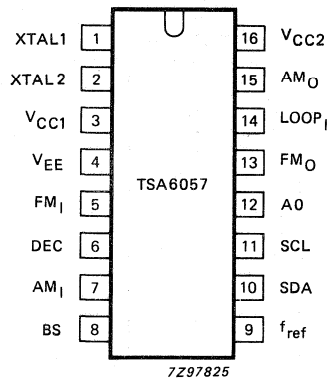 XTAL1 1 16 VCC2
XTAL2 2 15 AMO
VCC1 3 14 LOOPI
VEE 4 13 FMO
TSA6057
FMI 5 12 A0
DEC 6 11 SCL
AMI 7 10 SDA
BS 8 9 fref
7Z97825